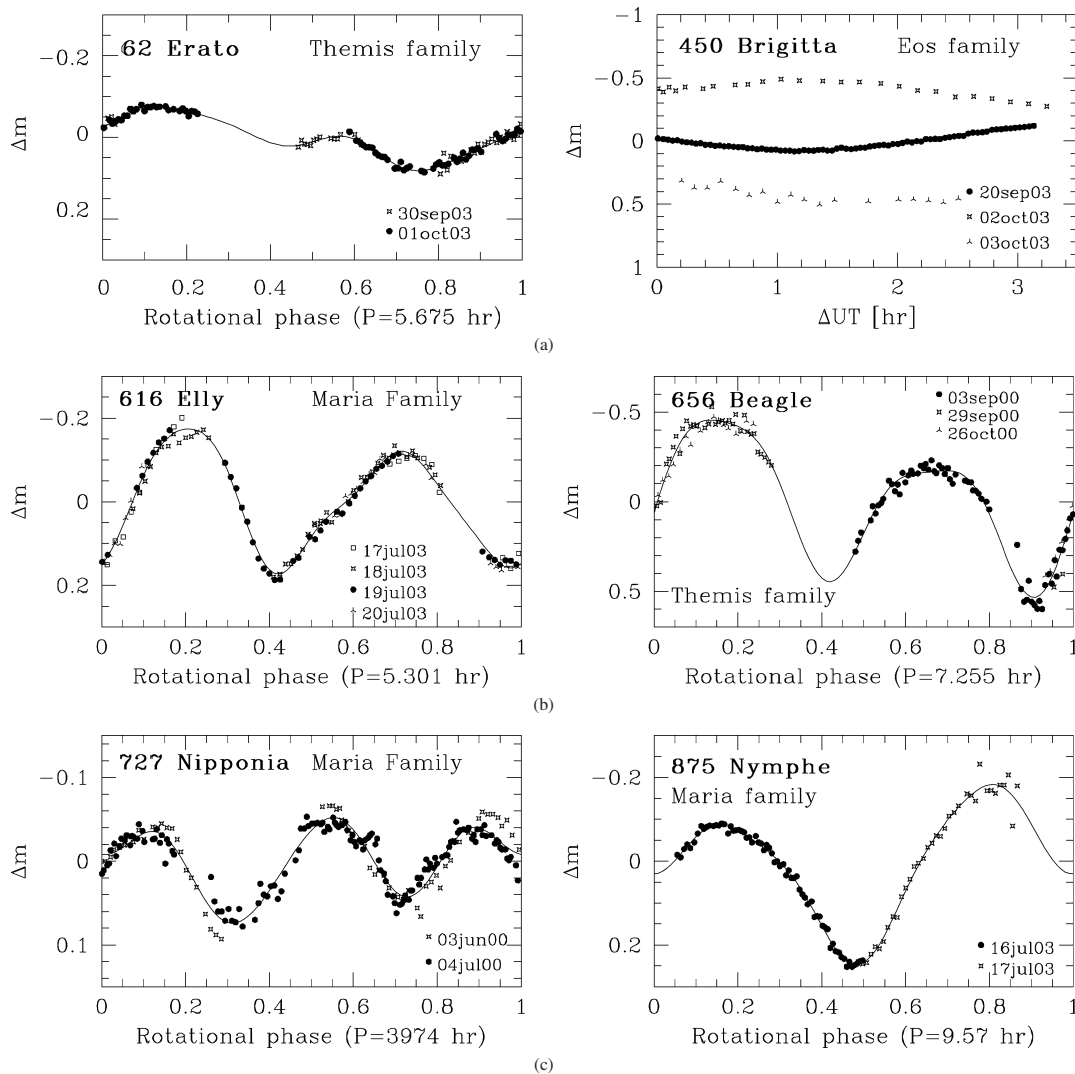 62 Erato Themis family
-0.2
0
0.2
Δm
30sep03
01oct03
0 0.2 0.4 0.6 0.8 1
Rotational phase (P=5.675 hr)
450 Brigitta Eos family
-1
-0.5
0
0.5
1
Δm
20sep03
02oct03
03oct03
0 1 2 3
ΔUT [hr]
(a)
616 Elly Maria Family
-0.2
0
0.2
Δm
17jul03
18jul03
19jul03
20jul03
0 0.2 0.4 0.6 0.8 1
Rotational phase (P=5.301 hr)
656 Beagle
03sep00
29sep00
26oct00
-0.5
0
0.5
Δm
Themis family
0 0.2 0.4 0.6 0.8 1
Rotational phase (P=7.255 hr)
(b)
727 Nipponia Maria Family
-0.1
0
0.1
Δm
03jun00
04jul00
0 0.2 0.4 0.6 0.8 1
Rotational phase (P=3974 hr)
875 Nymphe
Maria family
-0.2
0
0.2
Δm
16jul03
17jul03
0 0.2 0.4 0.6 0.8 1
Rotational phase (P=9.57 hr)
(c)